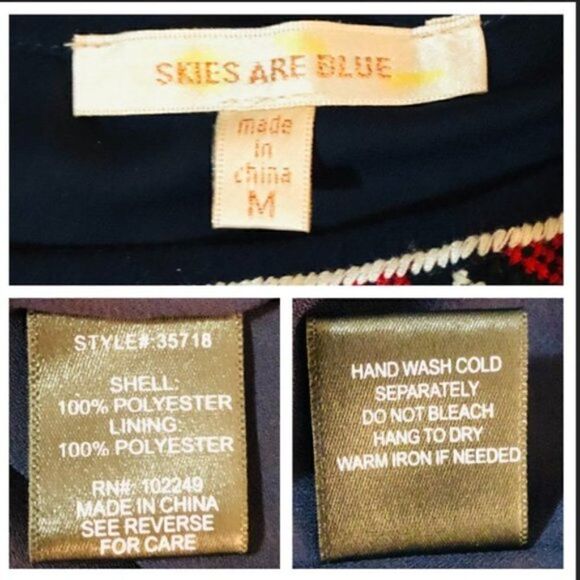 SKIES ARE BLUE
made
in
china
M
STYLE#:35718
SHELL:
100% POLYESTER
LINING:
100% POLYESTER
RN#: 102249
MADE IN CHINA
SEE REVERSE
FOR CARE
HAND WASH COLD
SEPARATELY
DO NOT BLEACH
HANG TO DRY
WARM IRON IF NEEDED